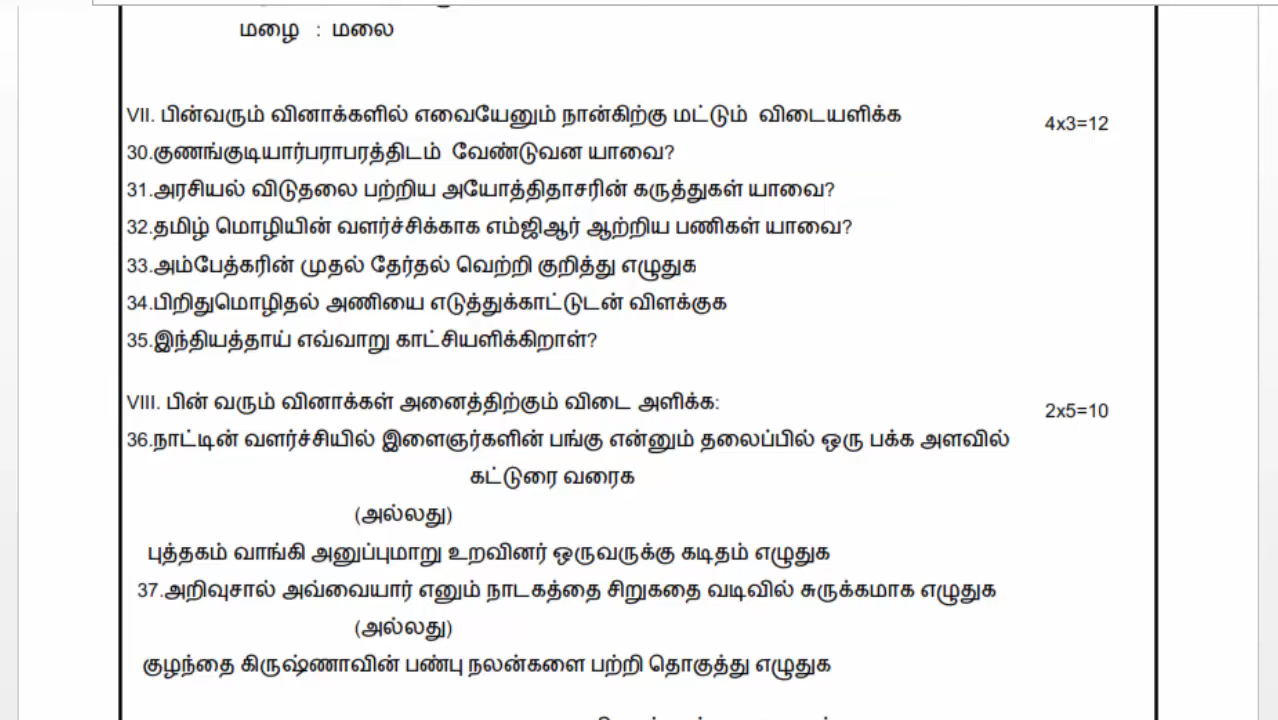 மழை : மலை
VII. பின்வரும் வினாக்களில் எவையேனும் நான்கிற்கு மட்டும் விடையளிக்க 4x3=12
30.குணங்குடியார்பராபரத்திடம் வேண்டுவன யாவை?
31.அரசியல் விடுதலை பற்றிய அயோத்திதாசரின் கருத்துகள் யாவை?
32.தமிழ் மொழியின் வளர்ச்சிக்காக எம்ஜிஆர் ஆற்றிய பணிகள் யாவை?
33.அம்பேத்கரின் முதல் தேர்தல் வெற்றி குறித்து எழுதுக
34.பிறிதுமொழிதல் அணியை எடுத்துக்காட்டுடன் விளக்குக
35.இந்தியத்தாய் எவ்வாறு காட்சியளிக்கிறாள்?
VIII. பின் வரும் வினாக்கள் அனைத்திற்கும் விடை அளிக்க: 2x5=10
36.நாட்டின் வளர்ச்சியில் இளைஞர்களின் பங்கு என்னும் தலைப்பில் ஒரு பக்க அளவில்
கட்டுரை வரைக
(அல்லது)
புத்தகம் வாங்கி அனுப்புமாறு உறவினர் ஒருவருக்கு கடிதம் எழுதுக
37.அறிவுசால் அவ்வையார் எனும் நாடகத்தை சிறுகதை வடிவில் சுருக்கமாக எழுதுக
(அல்லது)
குழந்தை கிருஷ்ணாவின் பண்பு நலன்களை பற்றி தொகுத்து எழுதுக